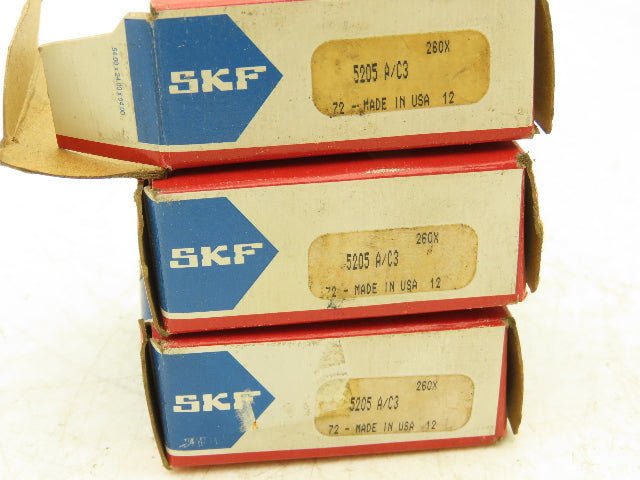 SKF
260X
5205 A/C3
72 - MADE IN USA 12
SKF
260X
5205 A/C3
72 - MADE IN USA 12
SKF
260X
5205 A/C3
72 - MADE IN USA 12